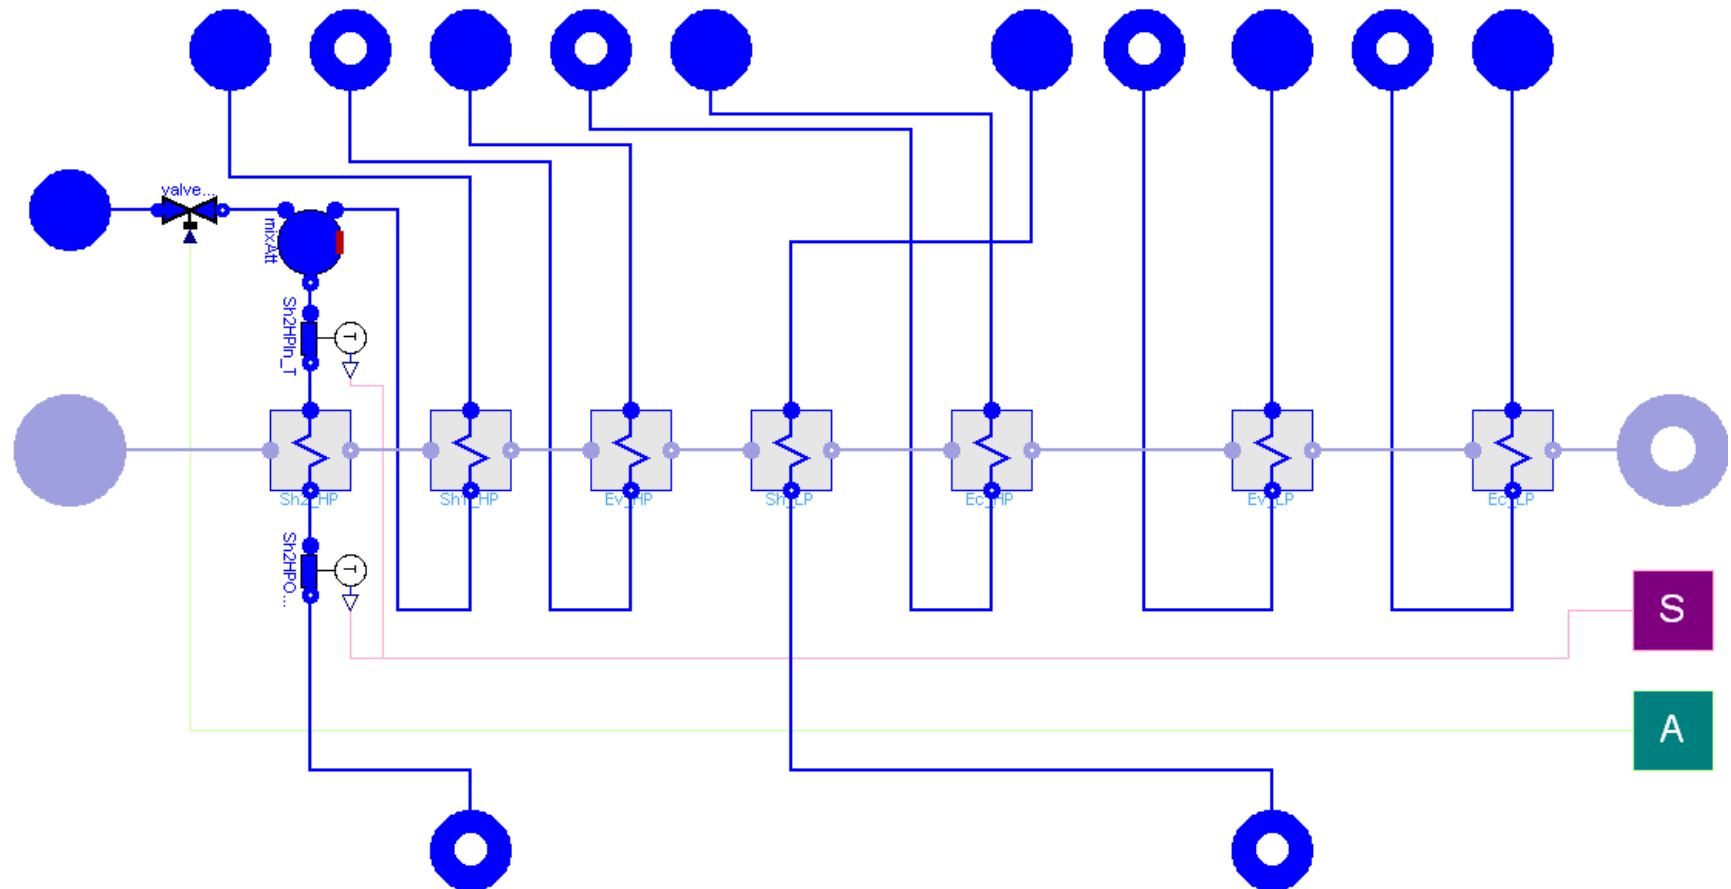 valve...
mixAtt
Sh2HPIn_T
T
Sh2_HP
Sh1_HP
Ev_HP
Sh_LP
Ec_HP
Ev_LP
Ec_LP
Sh2HPO...
T
S
A